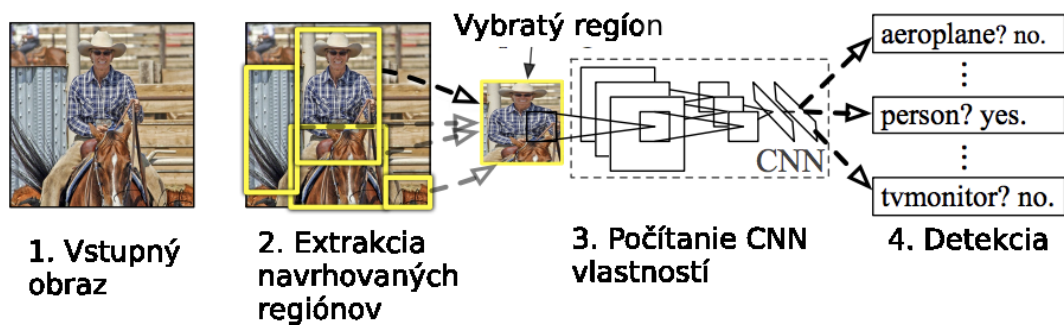 Vybratý región
aeroplane? no.
person? yes.
CNN
tvmonitor? no.
1. Vstupný
obraz
2. Extrakcia
navrhovaných
regiónov
3. Počítanie CNN
vlastností
4. Detekcia